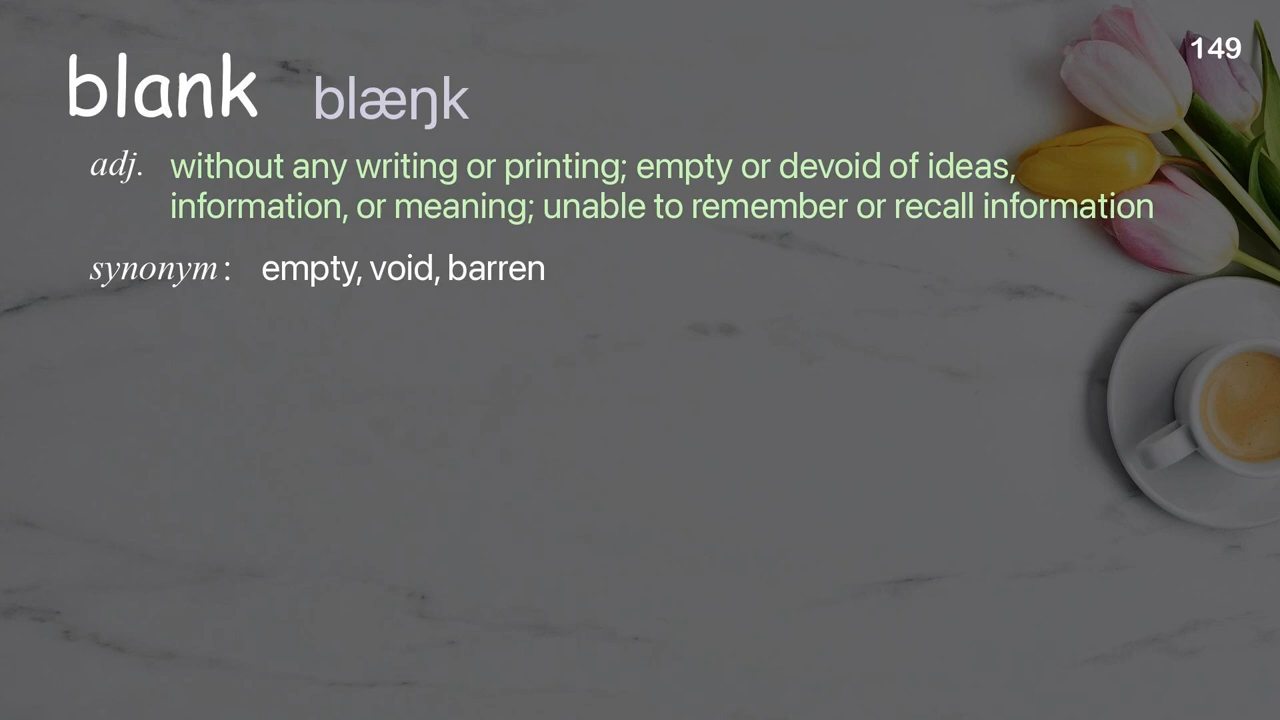 149
blank blæŋk
adj. without any writing or printing; empty or devoid of ideas,
information, or meaning; unable to remember or recall information
synonym: empty, void, barren